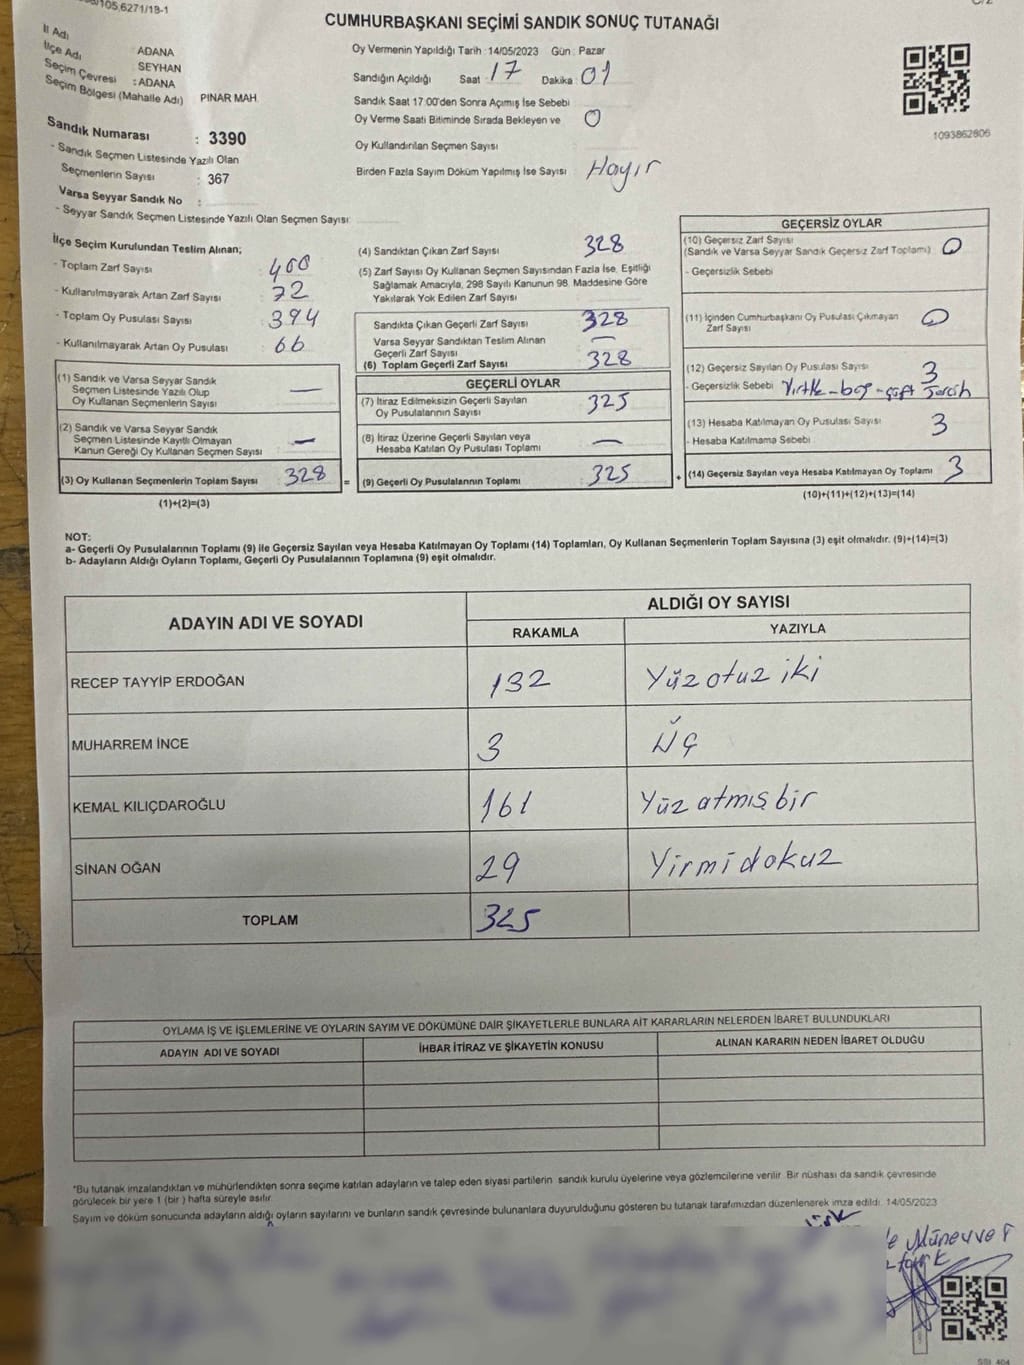 CUMHURBAŞKANI SEÇİMİ SANDIK SONUÇ TUTANAĞI
İl Adı : ADANA
İlçe Adı : SEYHAN
Seçim Çevresi : ADANA
Seçim Bölgesi (Mahalle Adı) PINAR MAH.
Sandık Numarası : 3390
- Sandık Seçmen Listesinde Yazılı Olan
Seçmenlerin Sayısı : 367
Varsa Seyyar Sandık No :
- Seyyar Sandık Seçmen Listesinde Yazılı Olan Seçmen Sayısı:
Oy Vermenin Yapıldığı Tarih :14/05/2023 Gün : Pazar
Sandığın Açıldığı Saat 17 Dakika : 01
Sandık Saat 17:00'den Sonra Açımış İse Sebebi
Oy Verme Saati Bitiminde Sırada Bekleyen ve 0
Oy Kullandırılan Seçmen Sayısı
Birden Fazla Sayım Döküm Yapılmış İse Sayısı Hayır
1093862806
İlçe Seçim Kurulundan Teslim Alınan;
- Toplam Zarf Sayısı : 400
- Kullanılmayarak Artan Zarf Sayısı : 72
- Toplam Oy Pusulası Sayısı : 394
- Kullanılmayarak Artan Oy Pusulası : 66
(1) Sandık ve Varsa Seyyar Sandık
Seçmen Listesinde Yazılı Olup
Oy Kullanan Seçmenlerin Sayısı —
(2) Sandık ve Varsa Seyyar Sandık
Seçmen Listesinde Kayıtlı Olmayan
Kanun Gereği Oy Kullanan Seçmen Sayısı —
(3) Oy Kullanan Seçmenlerin Toplam Sayısı 328 =
(1)+(2)=(3)
(4) Sandıktan Çıkan Zarf Sayısı 328
(5) Zarf Sayısı Oy Kullanan Seçmen Sayısından Fazla İse, Eşitliği
Sağlamak Amacıyla, 298 Sayılı Kanunun 98. Maddesine Göre
Yakılarak Yok Edilen Zarf Sayısı
Sandıkta Çıkan Geçerli Zarf Sayısı 328
Varsa Seyyar Sandıktan Teslim Alınan
Geçerli Zarf Sayısı —
(6) Toplam Geçerli Zarf Sayısı 328
GEÇERLİ OYLAR
(7) İtiraz Edilmeksizin Geçerli Sayılan
Oy Pusulalarının Sayısı 325
(8) İtiraz Üzerine Geçerli Sayılan veya
Hesaba Katılan Oy Pusulası Toplamı —
(9) Geçerli Oy Pusulalarının Toplamı 325 +
GEÇERSİZ OYLAR
(10) Geçersiz Zarf Sayısı
(Sandık ve Varsa Seyyar Sandık Geçersiz Zarf Toplamı) 0
- Geçersizlik Sebebi
(11) İçinden Cumhurbaşkanı Oy Pusulası Çıkmayan
Zarf Sayısı 0
(12) Geçersiz Sayılan Oy Pusulası Sayısı 3
- Geçersizlik Sebebi
(13) Hesaba Katılmayan Oy Pusulası Sayısı 3
- Hesaba Katılmama Sebebi
(14) Geçersiz Sayılan veya Hesaba Katılmayan Oy Toplamı 3
(10)+(11)+(12)+(13)=(14)
NOT:
a- Geçerli Oy Pusulalarının Toplamı (9) ile Geçersiz Sayılan veya Hesaba Katılmayan Oy Toplamı (14) Toplamları, Oy Kullanan Seçmenlerin Toplam Sayısına (3) eşit olmalıdır. (9)+(14)=(3)
b- Adayların Aldığı Oyların Toplamı, Geçerli Oy Pusulalarının Toplamına (9) eşit olmalıdır.
ADAYIN ADI VE SOYADI ALDIĞI OY SAYISI
RAKAMLA YAZIYLA
RECEP TAYYİP ERDOĞAN 132 Yüzotuz iki
MUHARREM İNCE 3 Üç
KEMAL KILIÇDAROĞLU 161 Yüz atmış bir
SİNAN OĞAN 29 Yirmi dokuz
TOPLAM 325
OYLAMA İŞ VE İŞLEMLERİNE VE OYLARIN SAYIM VE DÖKÜMÜNE DAİR ŞİKAYETLERLE BUNLARA AİT KARARLARIN NELERDEN İBARET BULUNDUKLARI
ADAYIN ADI VE SOYADI İHBAR İTİRAZ VE ŞİKAYETİN KONUSU ALINAN KARARIN NEDEN İBARET OLDUĞU
*Bu tutanak imzalandıktan ve mühürlendikten sonra seçime katılan adayların ve talep eden siyasi partilerin sandık kurulu üyelerine veya gözlemcilerine verilir. Bir nüshası da sandık çevresinde
görülecek bir yere 1 (bir) hafta süreyle asılır.
Sayım ve döküm sonucunda adayların aldığı oyların sayılarını ve bunların sandık çevresinde bulunanlara duyurulduğunu gösteren bu tutanak tarafımızdan düzenlenerek imza edildi. 14/05/2023
Münevver